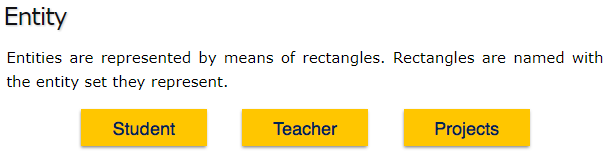 Entity
Entities are represented by means of rectangles. Rectangles are named with
the entity set they represent.
Student Teacher Projects